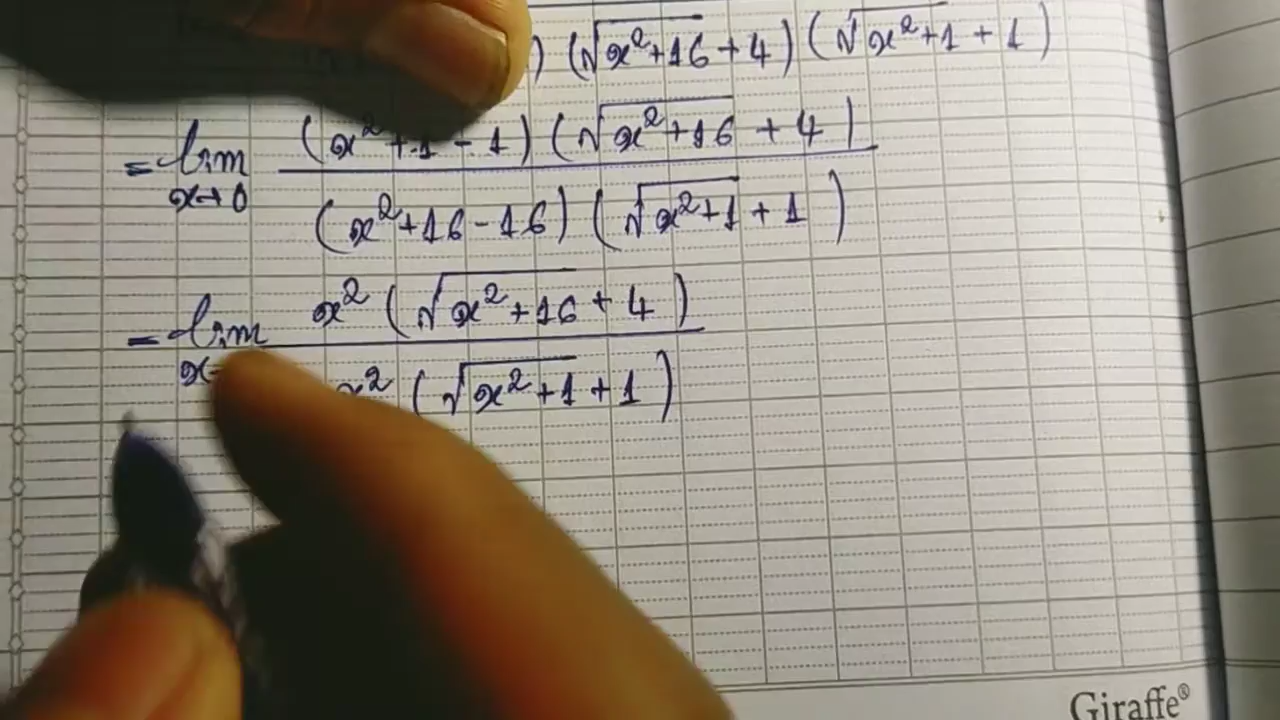 ) (√x²+16 + 4) (√x²+1 + 1)
= lim x→0 (x²+1-1) (√x²+16 + 4) / (x²+16-16) (√x²+1 + 1)
= lim x x² (√x²+16 + 4) / x² (√x²+1 + 1)
Giraffe®